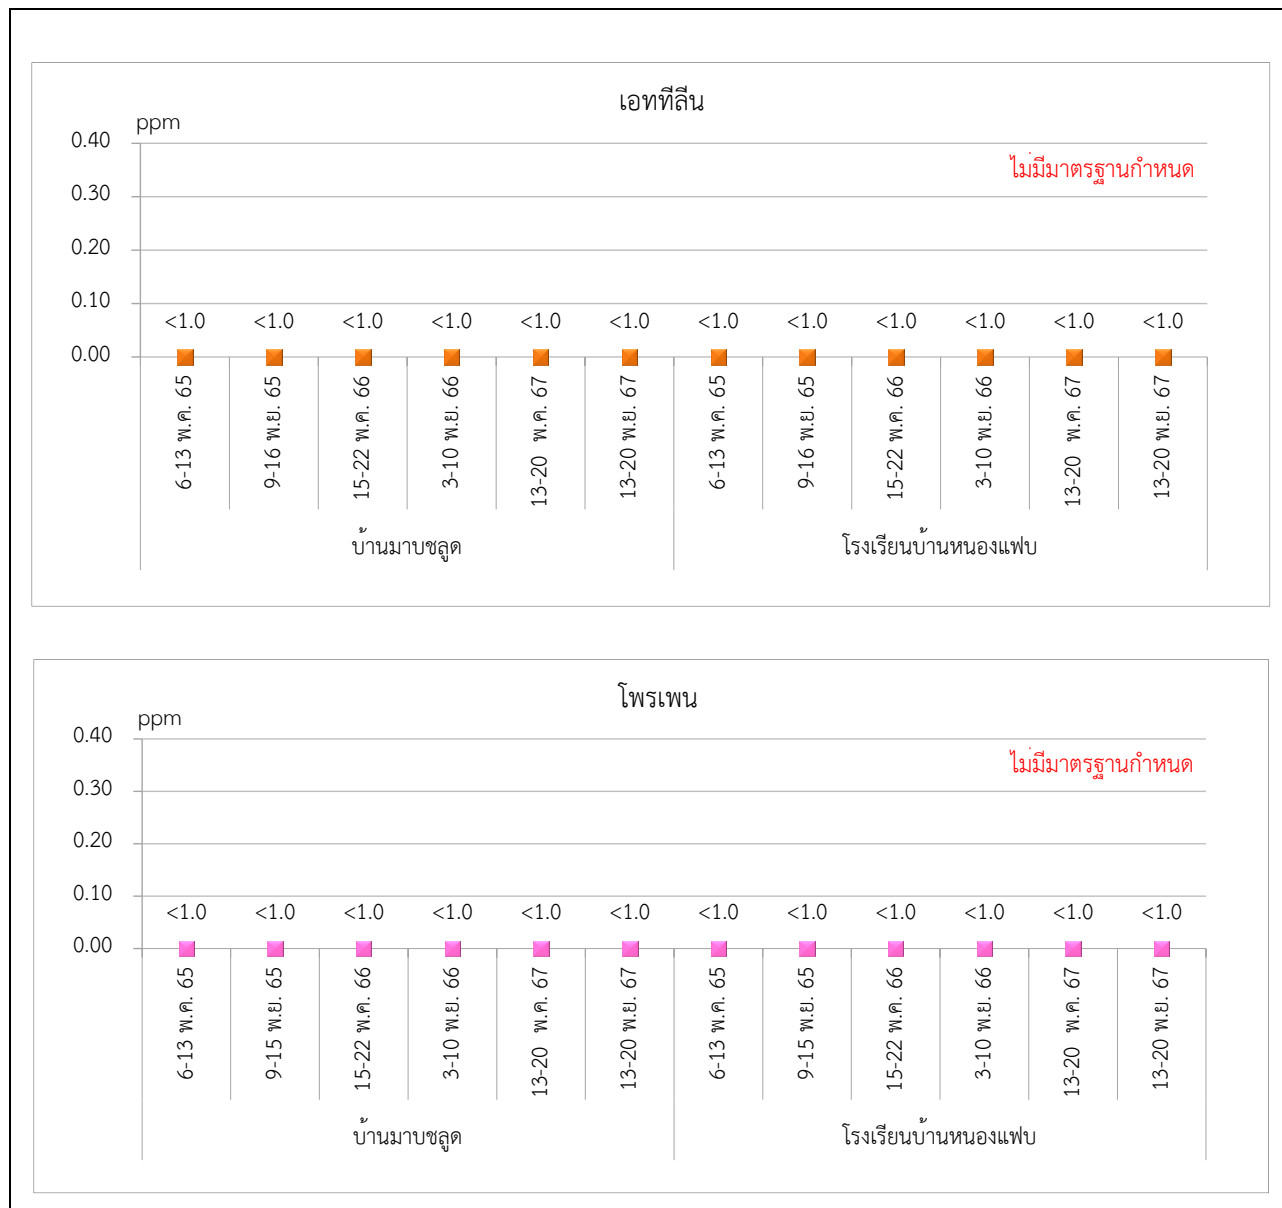 เอททีลีน
ppm
0.40
ไม่มีมาตรฐานกำหนด
0.30
0.20
0.10
<1.0 <1.0 <1.0 <1.0 <1.0 <1.0 <1.0 <1.0 <1.0 <1.0 <1.0 <1.0
0.00
6-13 พ.ค. 65
9-16 พ.ย. 65
15-22 พ.ค. 66
3-10 พ.ย. 66
13-20 พ.ค. 67
13-20 พ.ย. 67
6-13 พ.ค. 65
9-16 พ.ย. 65
15-22 พ.ค. 66
3-10 พ.ย. 66
13-20 พ.ค 67
13-20 พ.ย 67
บ้านมาบชลูด โรงเรียนบ้านหนองแฟบ
โพรเพน
ppm
0.40
ไม่มีมาตรฐานกำหนด
0.30
0.20
0.10
<1.0 <1.0 <1.0 <1.0 <1.0 <1.0 <1.0 <1.0 <1.0 <1.0 <1.0 <1.0
0.00
6-13 พ.ค. 65
9-15 พ.ย. 65
15-22 พ.ค. 66
3-10 พ.ย. 66
13-20 พ.ค. 67
13-20 พ.ย. 67
6-13 พ.ค. 65
9-15 พ.ย. 65
15-22 พ.ค. 66
3-10 พ.ย. 66
13-20 พ.ค 67
13-20 พ.ย 67
บ้านมาบชลูด โรงเรียนบ้านหนองแฟบ